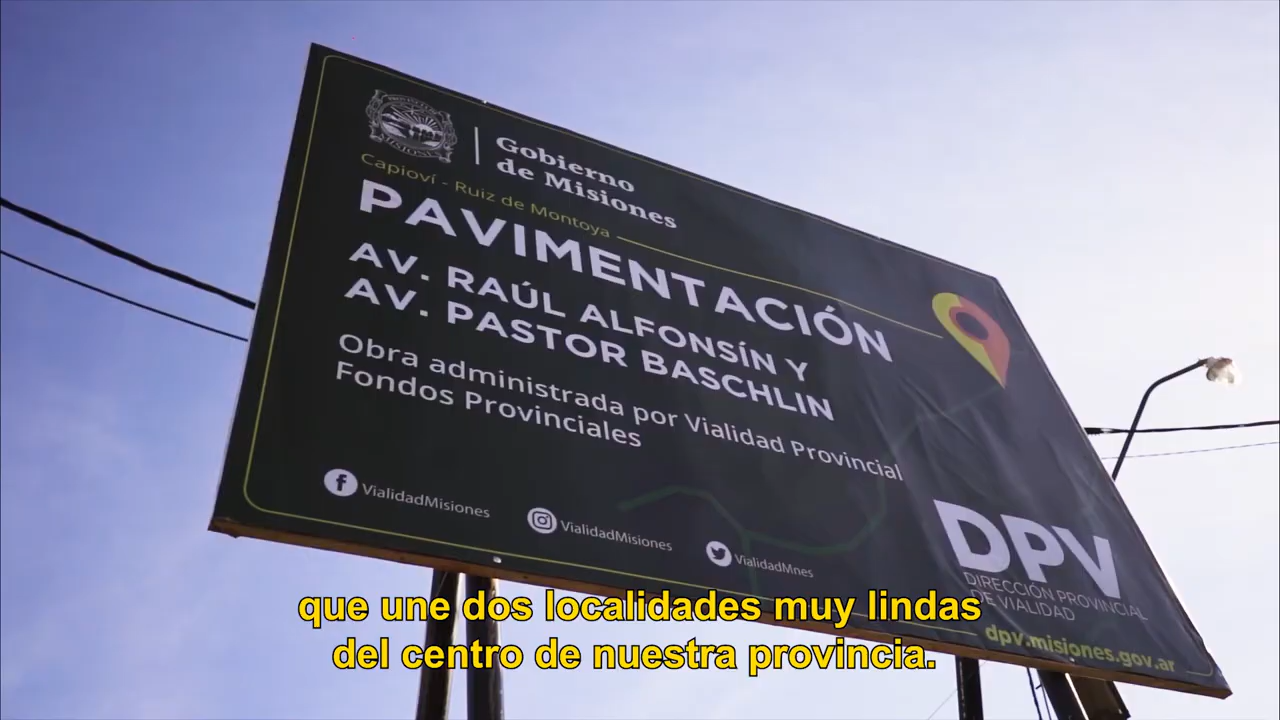 Gobierno
de Misiones
Capioví - Ruiz de Montoya
PAVIMENTACIÓN
AV. RAÚL ALFONSÍN Y
AV. PASTOR BASCHLIN
Obra administrada por Vialidad Provincial
Fondos Provinciales
VialidadMisiones
VialidadMisiones
VialidadMnes
DPV
DIRECCIÓN PROVINCIAL
DE VIALIDAD
dpv.misiones.gov.ar
que une dos localidades muy lindas
del centro de nuestra provincia.